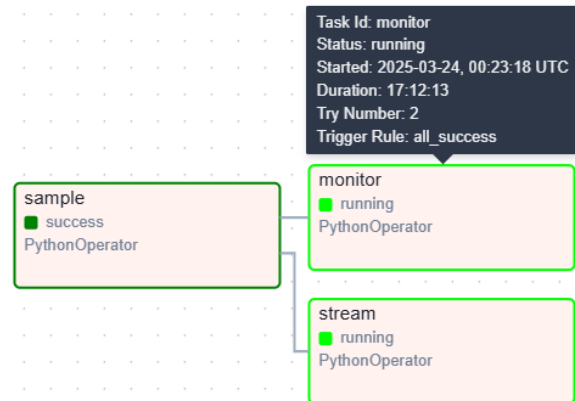 Task Id: monitor
Status: running
Started: 2025-03-24, 00:23:18 UTC
Duration: 17:12:13
Try Number: 2
Trigger Rule: all_success
sample
success
PythonOperator
monitor
running
PythonOperator
stream
running
PythonOperator